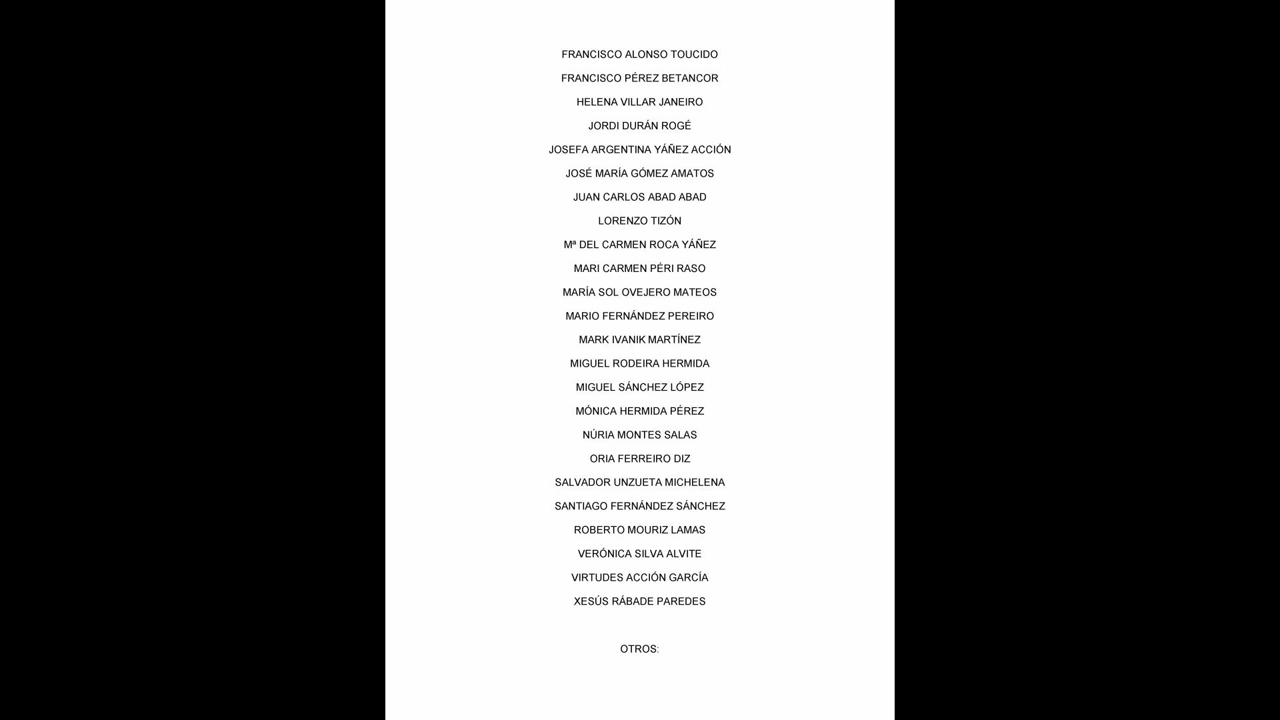 FRANCISCO ALONSO TOUCIDO
FRANCISCO PÉREZ BETANCOR
HELENA VILLAR JANEIRO
JORDI DURÁN ROGÉ
JOSEFA ARGENTINA YÁÑEZ ACCIÓN
JOSÉ MARÍA GÓMEZ AMATOS
JUAN CARLOS ABAD ABAD
LORENZO TIZÓN
Mª DEL CARMEN ROCA YÁÑEZ
MARI CARMEN PÉRI RASO
MARÍA SOL OVEJERO MATEOS
MARIO FERNÁNDEZ PEREIRO
MARK IVANIK MARTÍNEZ
MIGUEL RODEIRA HERMIDA
MIGUEL SÁNCHEZ LÓPEZ
MÓNICA HERMIDA PÉREZ
NÚRIA MONTES SALAS
ORIA FERREIRO DIZ
SALVADOR UNZUETA MICHELENA
SANTIAGO FERNÁNDEZ SÁNCHEZ
ROBERTO MOURIZ LAMAS
VERÓNICA SILVA ALVITE
VIRTUDES ACCIÓN GARCÍA
XESÚS RÁBADE PAREDES
OTROS: